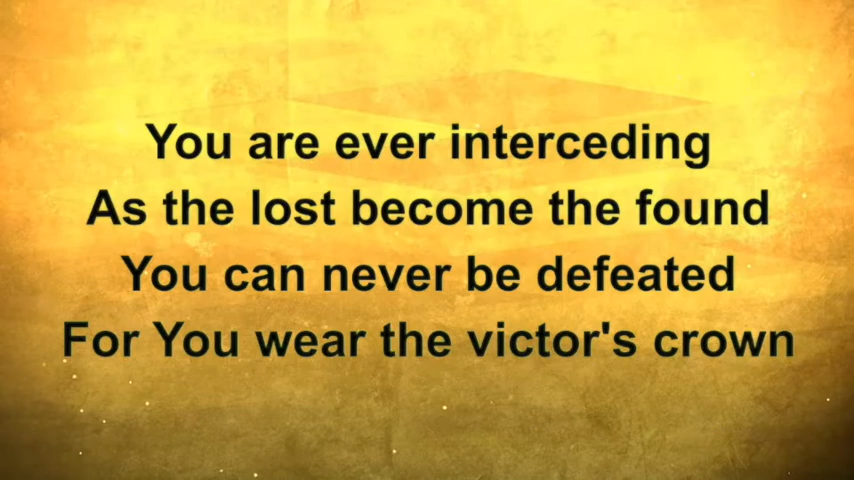 You are ever interceding
As the lost become the found
You can never be defeated
For You wear the victor's crown